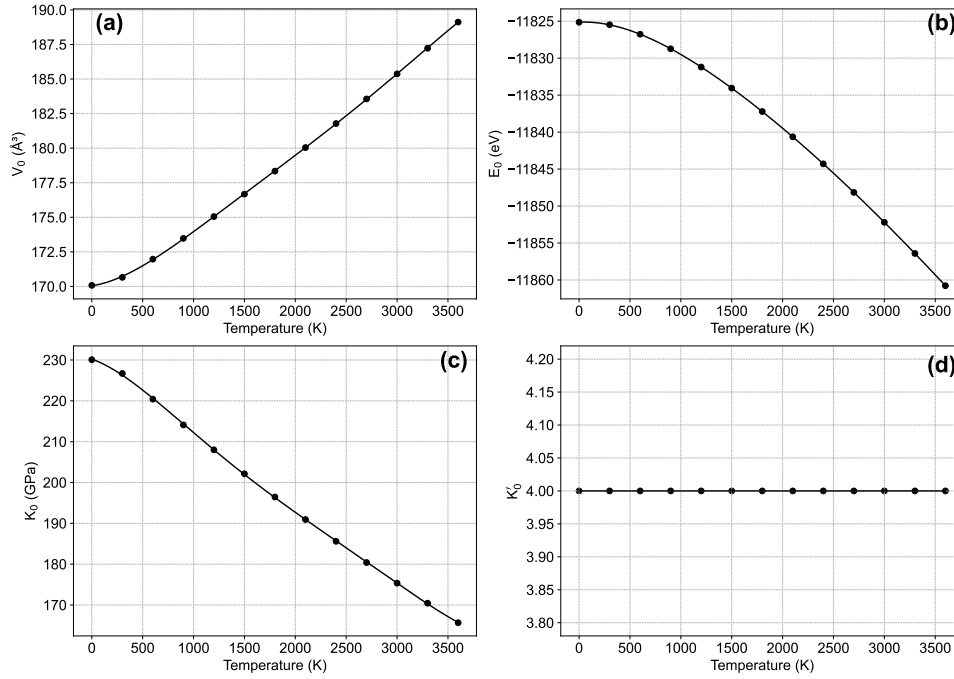 (a)
190.0
187.5
185.0
182.5
180.0
177.5
175.0
172.5
170.0
V₀ (Å³)
0 500 1000 1500 2000 2500 3000 3500
Temperature (K)
(b)
−11825
−11830
−11835
−11840
−11845
−11850
−11855
−11860
E₀ (eV)
0 500 1000 1500 2000 2500 3000 3500
Temperature (K)
(c)
230
220
210
200
190
180
170
K₀ (GPa)
0 500 1000 1500 2000 2500 3000 3500
Temperature (K)
(d)
4.20
4.15
4.10
4.05
4.00
3.95
3.90
3.85
3.80
K′₀
0 500 1000 1500 2000 2500 3000 3500
Temperature (K)